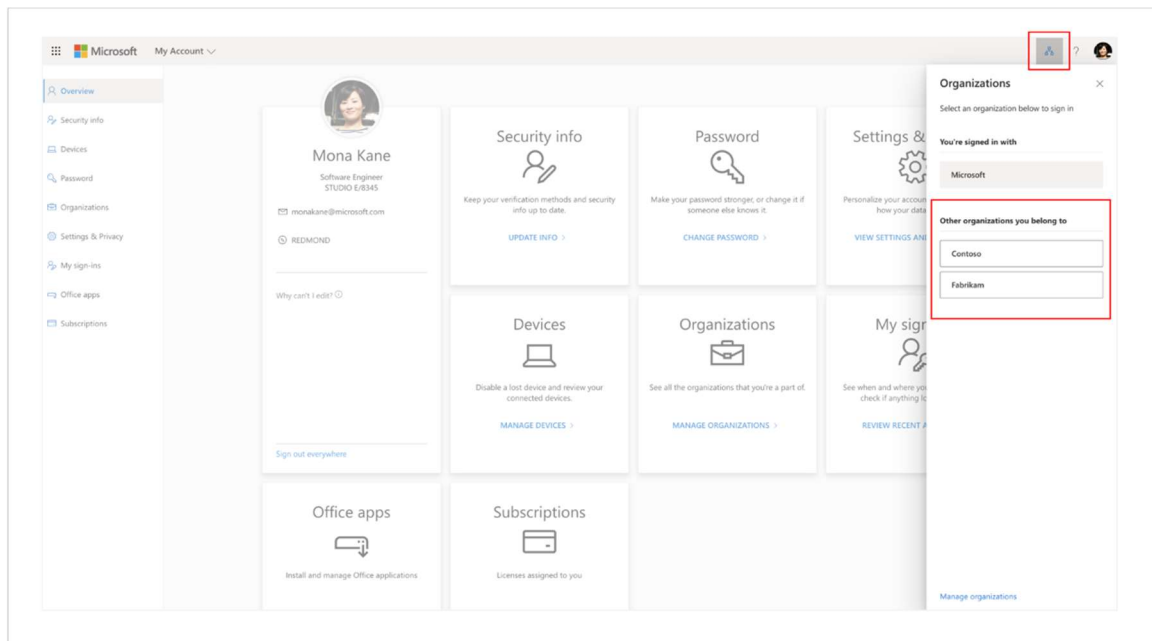 Microsoft My Account
?
Overview
Security info
Devices
Password
Organizations
Settings & Privacy
My sign-ins
Office apps
Subscriptions
Mona Kane
Software Engineer
STUDIO E/8345
monakane@microsoft.com
REDMOND
Why can't I edit?
Sign out everywhere
Security info
Keep your verification methods and security
info up to date.
UPDATE INFO >
Password
Make your password stronger, or change it if
someone else knows it.
CHANGE PASSWORD >
Settings &
Personalize your accoun
how your data
VIEW SETTINGS AN
Devices
Disable a lost device and review your
connected devices.
MANAGE DEVICES >
Organizations
See all the organizations that you're a part of.
MANAGE ORGANIZATIONS >
My sign
See when and where you
check if anything lo
REVIEW RECENT A
Office apps
Install and manage Office applications
Subscriptions
Licenses assigned to you
Organizations
Select an organization below to sign in
You're signed in with
Microsoft
Other organizations you belong to
Contoso
Fabrikam
Manage organizations